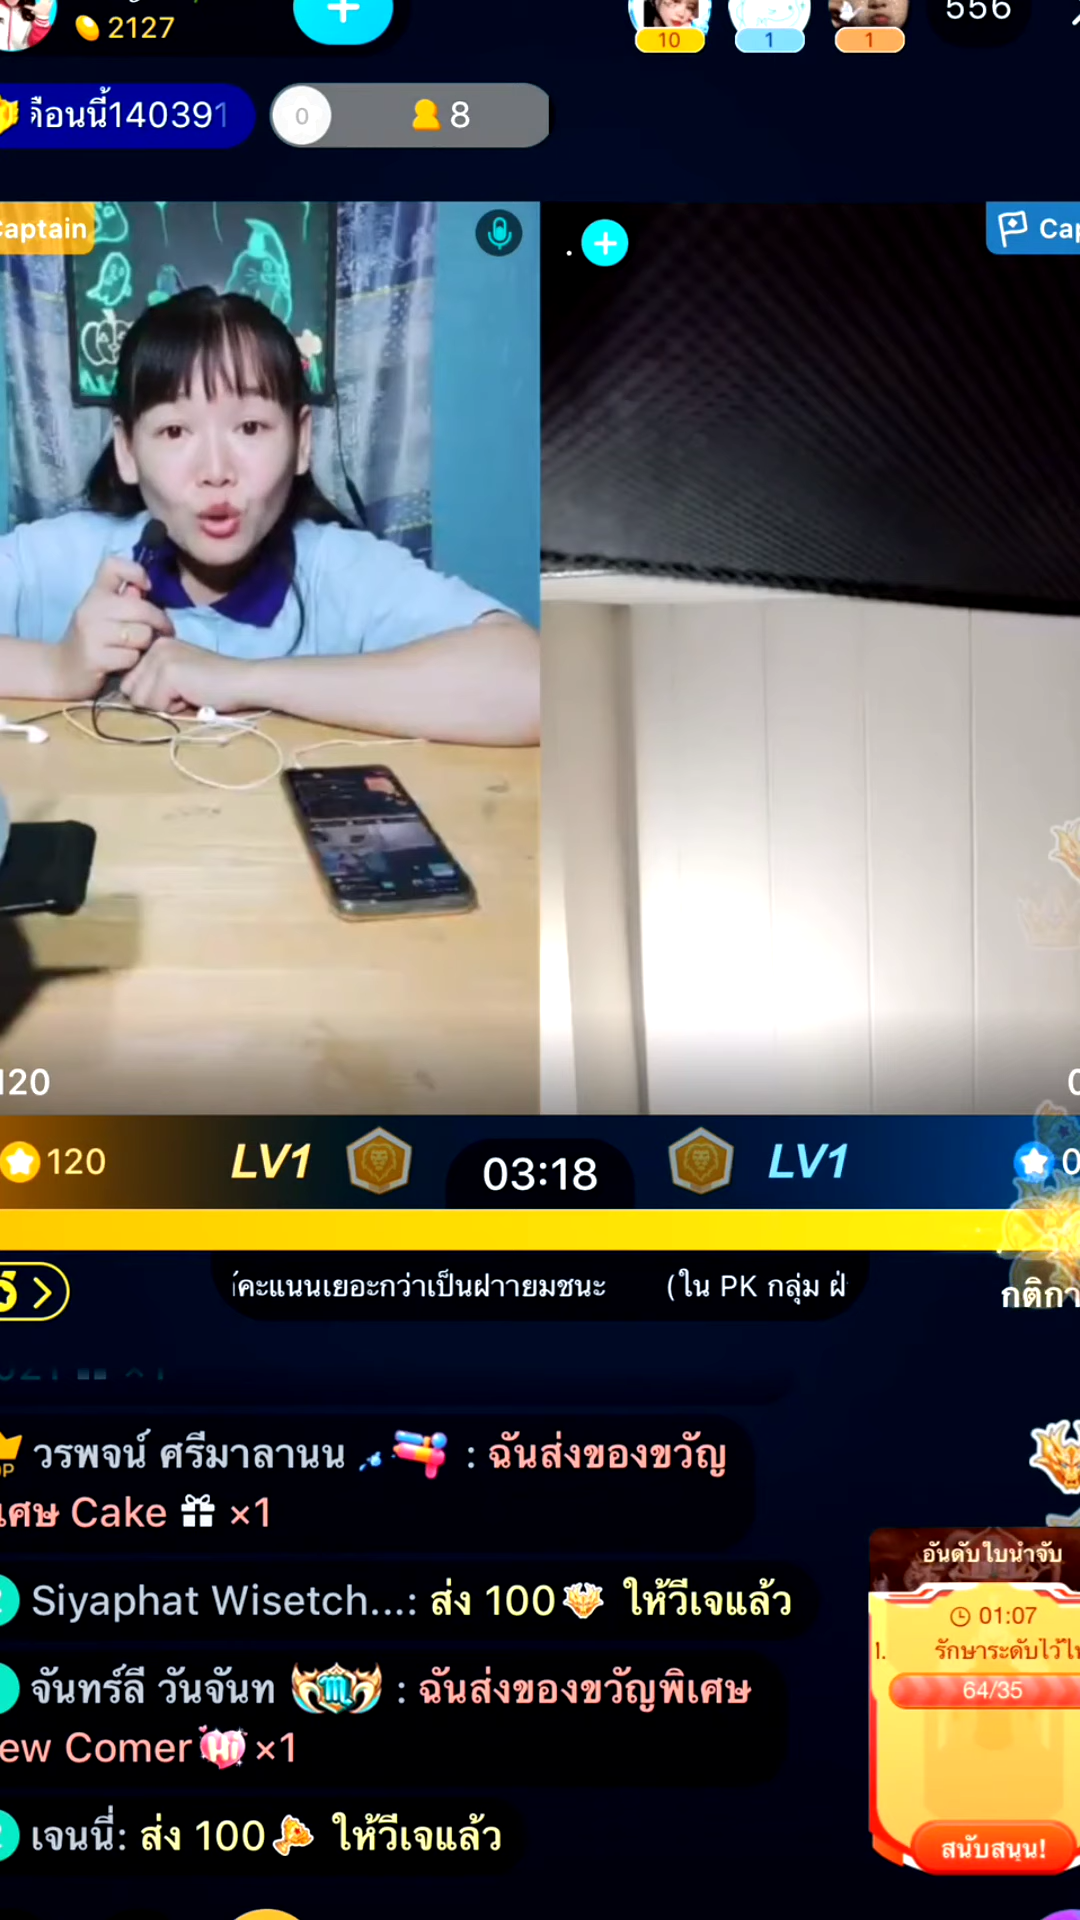 2127
10
1
1
556
ดือนนี้140391
0
8
Captain
Cap
120
0
120
LV1
03:18
LV1
0
คะแนนเยอะกว่าเป็นฝ่ายชนะ (ใน PK กลุ่ม ฝ่
กติกา
วรพจน์ ศรีมาลานน : ฉันส่งของขวัญ
เศษ Cake ×1
Siyaphat Wisetch...: ส่ง 100 ให้วีเจแล้ว
จันทร์ลี วันจันท : ฉันส่งของขวัญพิเศษ
ew Comer Hi ×1
เจนนี่: ส่ง 100 ให้วีเจแล้ว
อันดับใบนำจับ
01:07
1. รักษาระดับไว้ให
64/35
สนับสนุน!